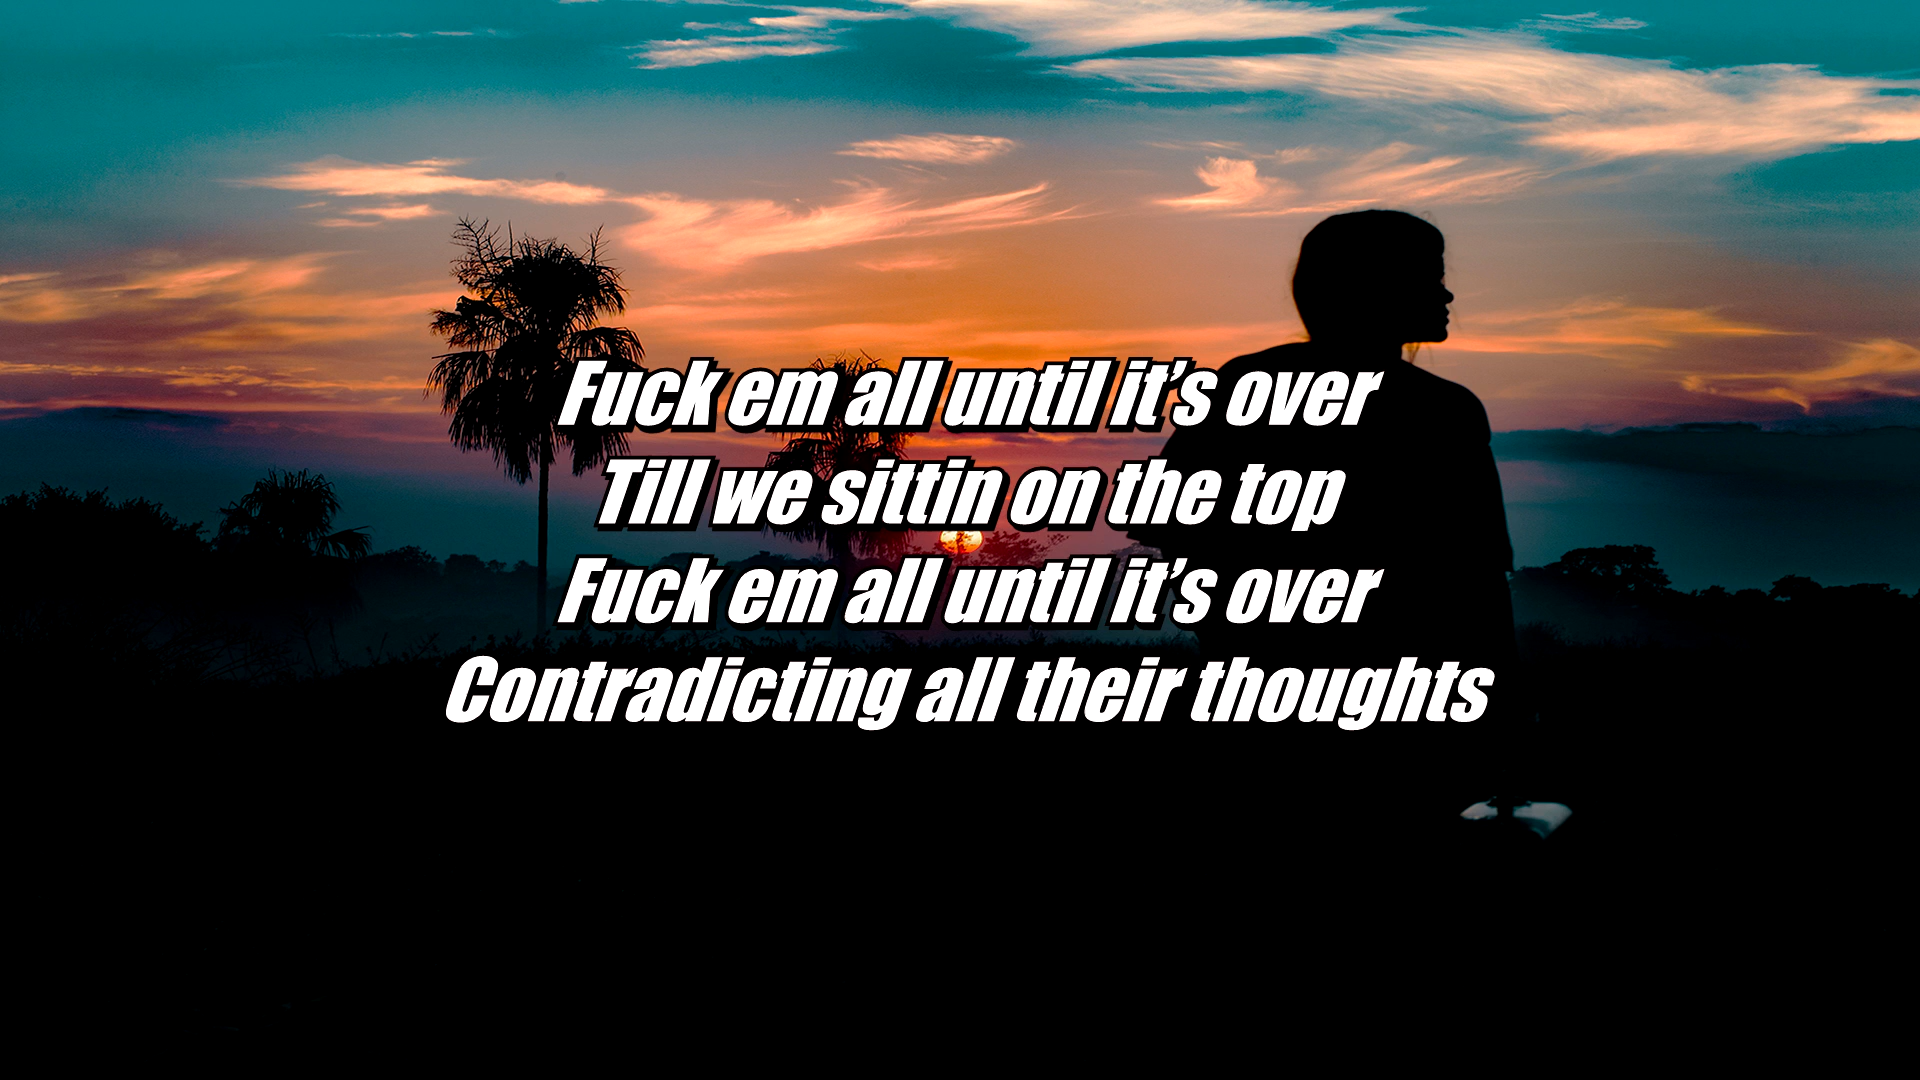 Fuck em all until it’s over
Till we sittin on the top
Fuck em all until it’s over
Contradicting all their thoughts